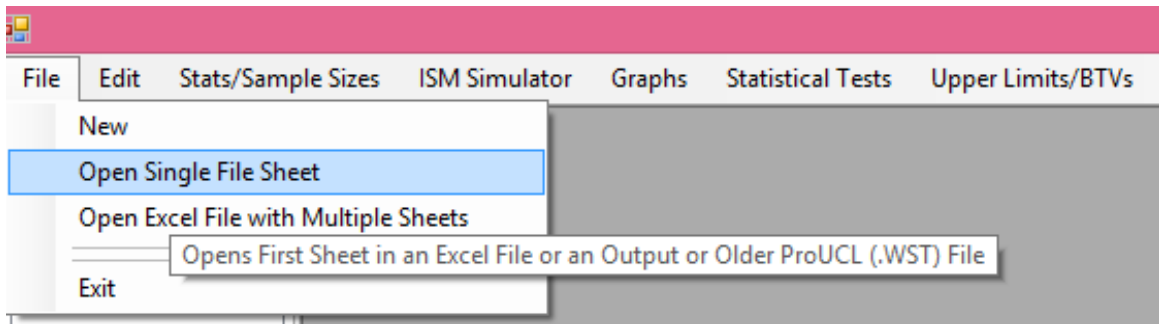 File Edit Stats/Sample Sizes ISM Simulator Graphs Statistical Tests Upper Limits/BTVs
New
Open Single File Sheet
Open Excel File with Multiple Sheets
Opens First Sheet in an Excel File or an Output or Older ProUCL (.WST) File
Exit